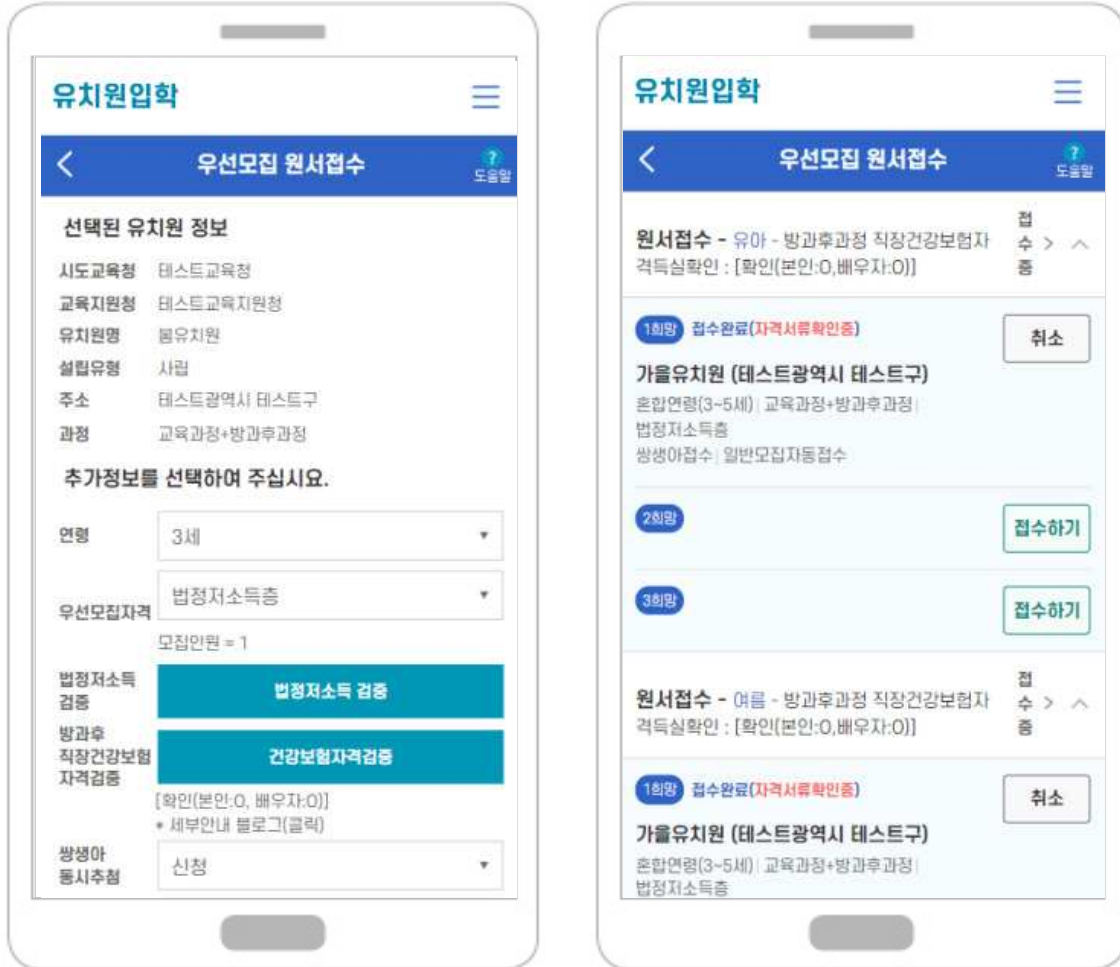 유치원입학
우선모집 원서접수
?
도움말
선택된 유치원 정보
시도교육청 테스트교육청
교육지원청 테스트교육지원청
유치원명 봄유치원
설립유형 사립
주소 테스트광역시 테스트구
과정 교육과정+방과후과정
추가정보를 선택하여 주십시요.
연령 3세
우선모집자격 법정저소득층
모집인원 = 1
법정저소득
검증
법정저소득 검증
방과후
직장건강보험
자격검증
건강보험자격검증
[확인(본인:O, 배우자:O)]
* 세부안내 블로그(클릭)
쌍생아
동시추첨
신청
유치원입학
우선모집 원서접수
?
도움말
원서접수 - 유아 - 방과후과정 직장건강보험자
격득실확인 : [확인(본인:O,배우자:O)]
접
수 >
증
1희망 접수완료(자격서류확인중)
취소
가을유치원 (테스트광역시 테스트구)
혼합연령(3~5세) | 교육과정+방과후과정 |
법정저소득층
쌍생아접수 | 일반모집자동접수
2희망
접수하기
3희망
접수하기
원서접수 - 여름 - 방과후과정 직장건강보험자
격득실확인 : [확인(본인:O,배우자:O)]
접
수 >
증
1희망 접수완료(자격서류확인중)
취소
가을유치원 (테스트광역시 테스트구)
혼합연령(3~5세) | 교육과정+방과후과정 |
법정저소득층